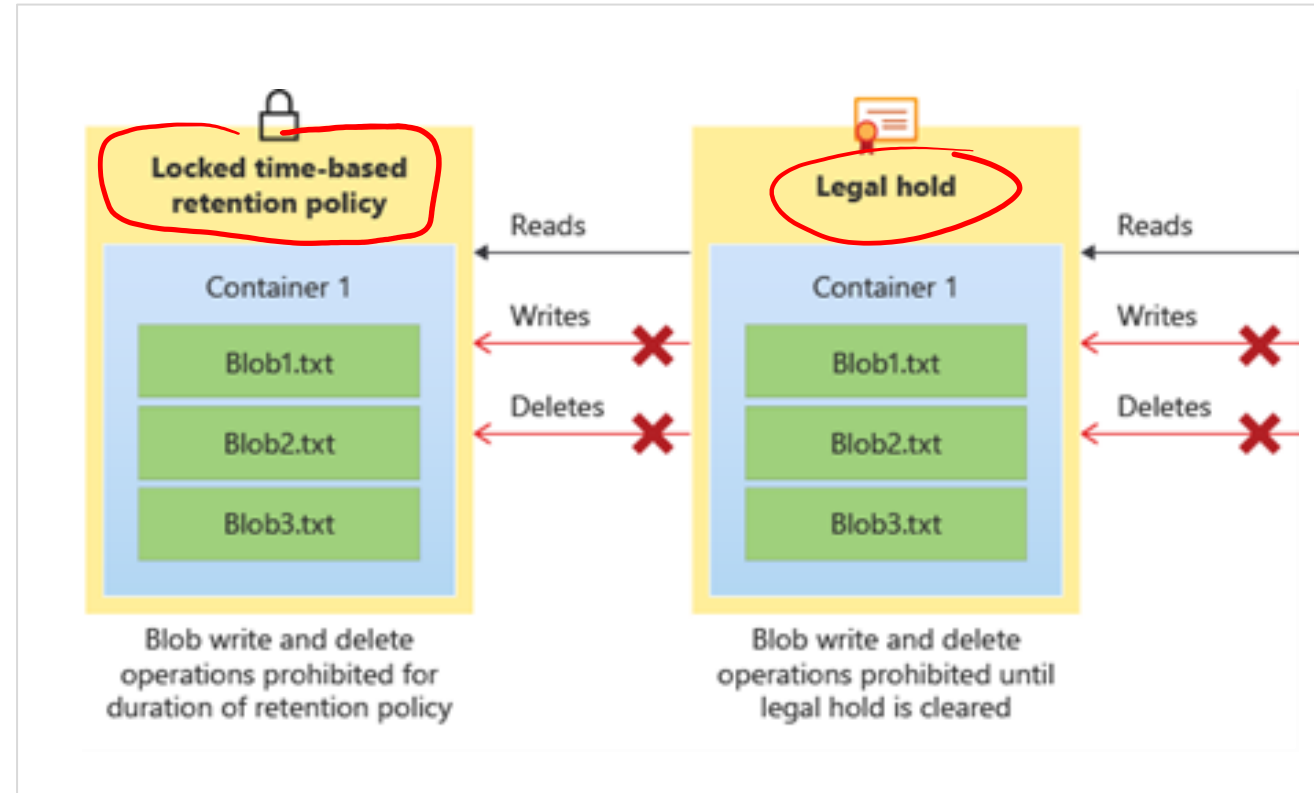 Locked time-based
retention policy
Container 1
Blob1.txt
Blob2.txt
Blob3.txt
Blob write and delete
operations prohibited for
duration of retention policy
Reads
Writes
Deletes
Legal hold
Container 1
Blob1.txt
Blob2.txt
Blob3.txt
Blob write and delete
operations prohibited until
legal hold is cleared
Reads
Writes
Deletes